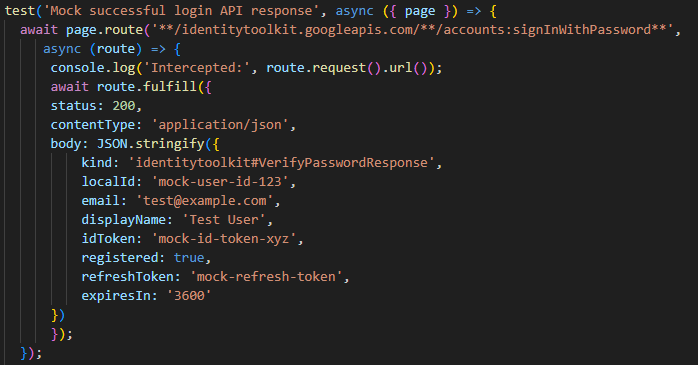 test('Mock successful login API response', async ({ page }) => {
  await page.route('**/identitytoolkit.googleapis.com/**/accounts:signInWithPassword**',
     async (route) => {
      console.log('Intercepted:', route.request().url());
      await route.fulfill({
      status: 200,
      contentType: 'application/json',
      body: JSON.stringify({
          kind: 'identitytoolkit#VerifyPasswordResponse',
          localId: 'mock-user-id-123',
          email: 'test@example.com',
          displayName: 'Test User',
          idToken: 'mock-id-token-xyz',
          registered: true,
          refreshToken: 'mock-refresh-token',
          expiresIn: '3600'
      })
      });
  });